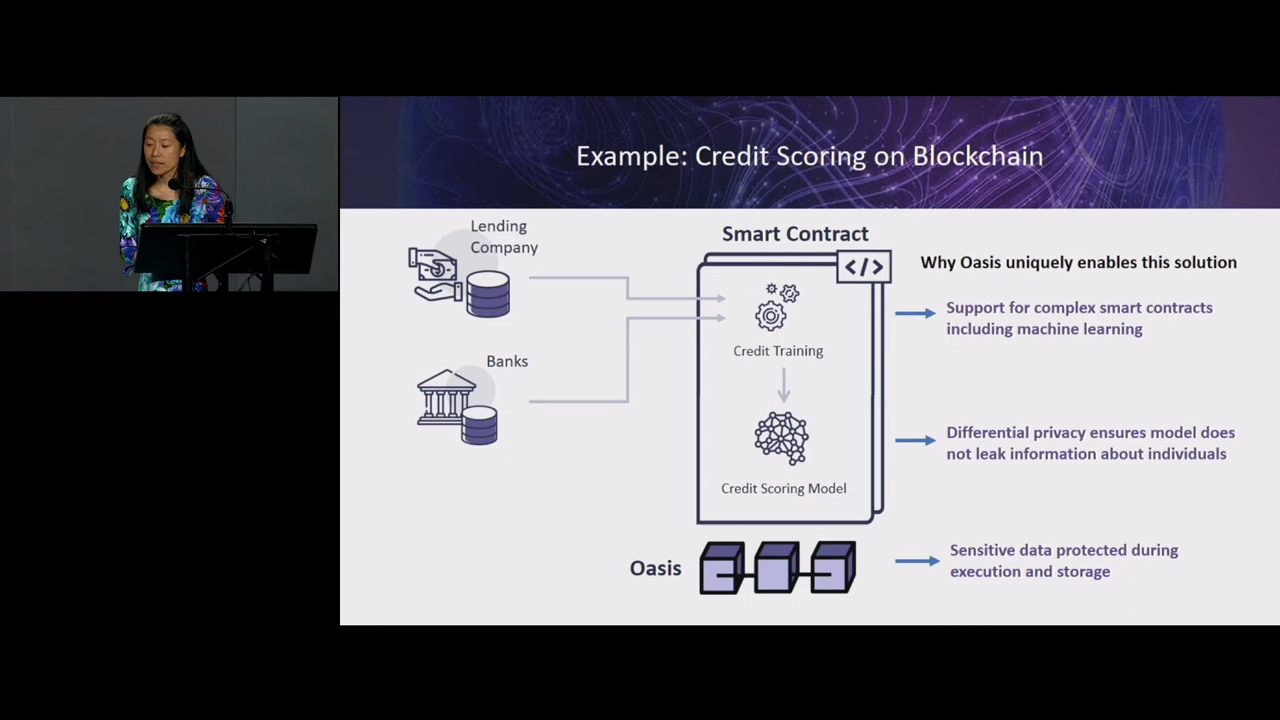 Example: Credit Scoring on Blockchain
Lending
Company
Banks
Smart Contract
</>
Credit Training
Credit Scoring Model
Oasis
Why Oasis uniquely enables this solution
Support for complex smart contracts
including machine learning
Differential privacy ensures model does
not leak information about individuals
Sensitive data protected during
execution and storage